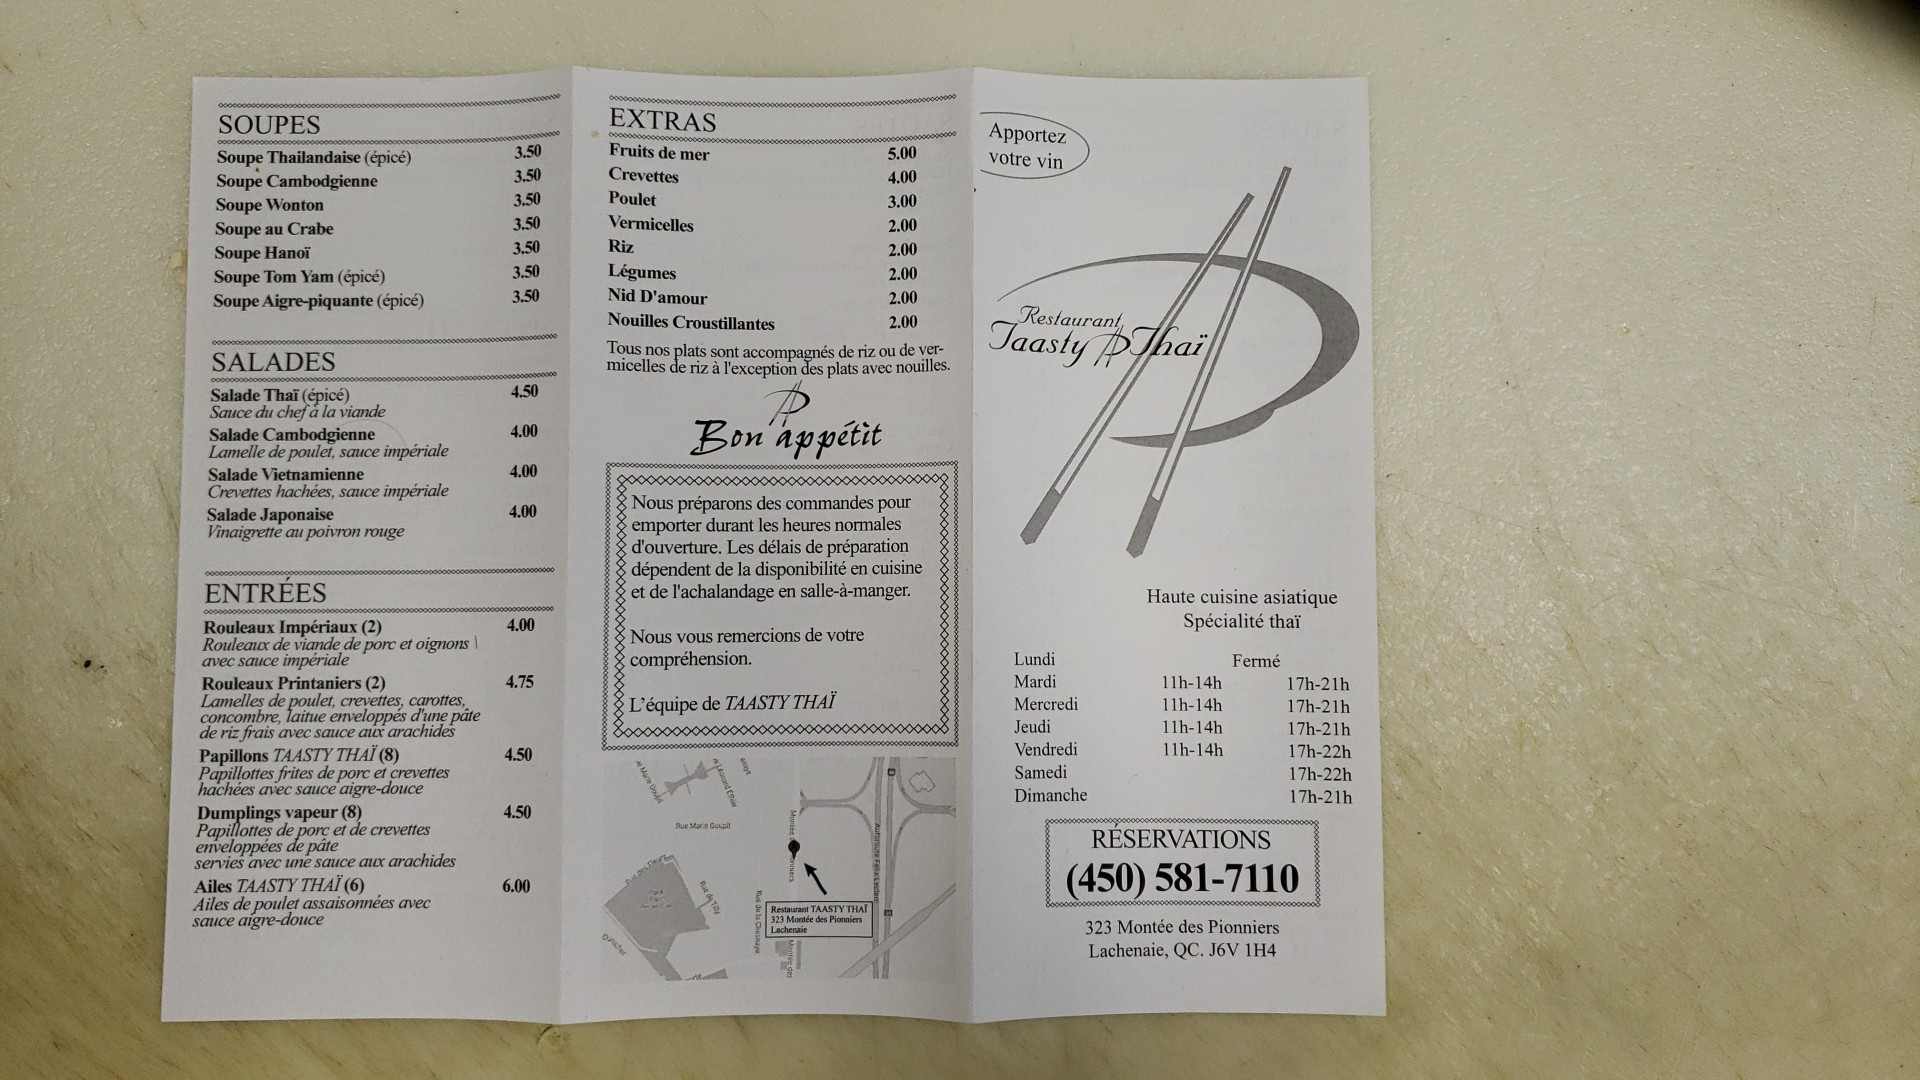 SOUPES
Soupe Thailandaise (épicé) 3.50
Soupe Cambodgienne 3.50
Soupe Wonton 3.50
Soupe au Crabe 3.50
Soupe Hanoï 3.50
Soupe Tom Yam (épicé) 3.50
Soupe Aigre-piquante (épicé) 3.50
SALADES
Salade Thaï (épicé) 4.50
Sauce du chef à la viande
Salade Cambodgienne 4.00
Lamelle de poulet, sauce impériale
Salade Vietnamienne 4.00
Crevettes hachées, sauce impériale
Salade Japonaise 4.00
Vinaigrette au poivron rouge
ENTRÉES
Rouleaux Impériaux (2) 4.00
Rouleaux de viande de porc et oignons \
avec sauce impériale
Rouleaux Printaniers (2) 4.75
Lamelles de poulet, crevettes, carottes,
concombre, laitue enveloppés d'une pâte
de riz frais avec sauce aux arachides
Papillons TAASTY THAÏ (8) 4.50
Papillottes frites de porc et crevettes
hachées avec sauce aigre-douce
Dumplings vapeur (8) 4.50
Papillottes de porc et de crevettes
enveloppées de pâte
servies avec une sauce aux arachides
Ailes TAASTY THAÏ (6) 6.00
Ailes de poulet assaisonnées avec
sauce aigre-douce
EXTRAS
Fruits de mer 5.00
Crevettes 4.00
Poulet 3.00
Vermicelles 2.00
Riz 2.00
Légumes 2.00
Nid D'amour 2.00
Nouilles Croustillantes 2.00
Tous nos plats sont accompagnés de riz ou de ver-
micelles de riz à l'exception des plats avec nouilles.
Bon appétit
Nous préparons des commandes pour
emporter durant les heures normales
d'ouverture. Les délais de préparation
dépendent de la disponibilité en cuisine
et de l'achalandage en salle-à-manger.
Nous vous remercions de votre
compréhension.
L'équipe de TAASTY THAÏ
Rue Marie Goupil
Montée
Autoroute Félix-Leclerc
Restaurant TAASTY THAÏ
323 Montée des Pionniers
Lachenaie
Montée des
Apportez
votre vin
Restaurant
Taasty Thaï
Haute cuisine asiatique
Spécialité thaï
Lundi Fermé
Mardi 11h-14h 17h-21h
Mercredi 11h-14h 17h-21h
Jeudi 11h-14h 17h-21h
Vendredi 11h-14h 17h-22h
Samedi 17h-22h
Dimanche 17h-21h
RÉSERVATIONS
(450) 581-7110
323 Montée des Pionniers
Lachenaie, QC. J6V 1H4